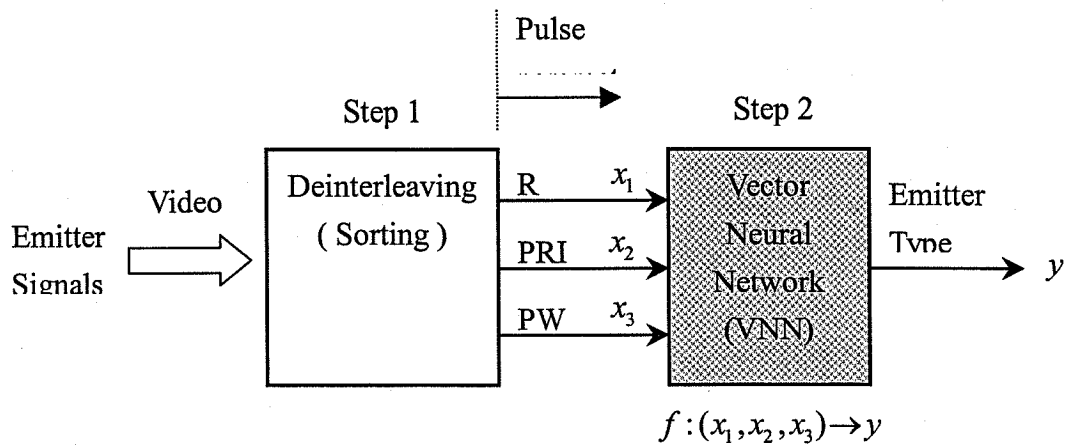 Pulse
Step 1
Step 2
Emitter
Signals
Video
Deinterleaving
( Sorting )
R
PRI
PW
x₁
x₂
x₃
Vector
Neural
Network
(VNN)
Emitter
Type
y
f : (x₁, x₂, x₃) → y